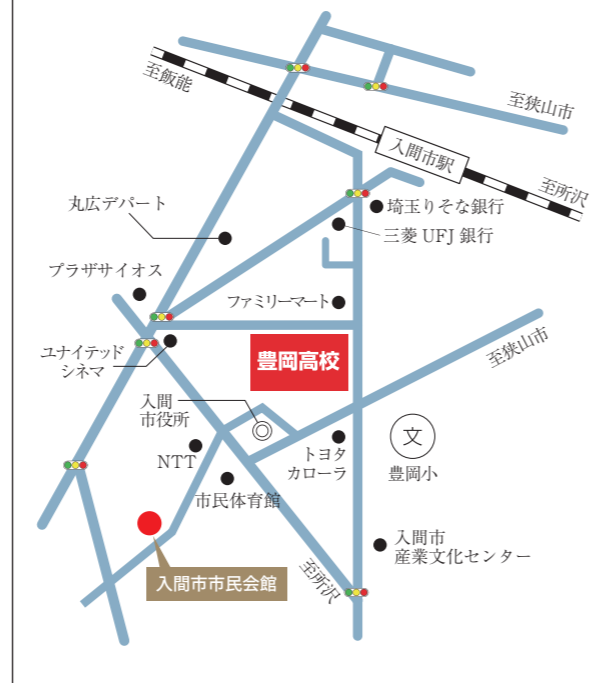 至飯能
至狭山市
入間市駅
至所沢
丸広デパート
埼玉りそな銀行
三菱 UFJ 銀行
プラザサイオス
ファミリーマート
ユナイテッド
シネマ
豊岡高校
至狭山市
入間
市役所
文
トヨタ
カローラ
NTT
豊岡小
市民体育館
入間市
産業文化センター
至所沢
入間市市民会館